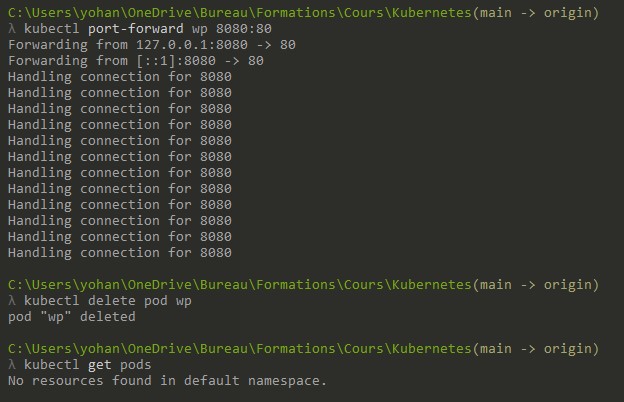 C:\Users\yohan\OneDrive\Bureau\Formations\Cours\Kubernetes(main -> origin)
λ kubectl port-forward wp 8080:80
Forwarding from 127.0.0.1:8080 -> 80
Forwarding from [::1]:8080 -> 80
Handling connection for 8080
Handling connection for 8080
Handling connection for 8080
Handling connection for 8080
Handling connection for 8080
Handling connection for 8080
Handling connection for 8080
Handling connection for 8080
Handling connection for 8080
Handling connection for 8080
Handling connection for 8080
Handling connection for 8080
C:\Users\yohan\OneDrive\Bureau\Formations\Cours\Kubernetes(main -> origin)
λ kubectl delete pod wp
pod "wp" deleted
C:\Users\yohan\OneDrive\Bureau\Formations\Cours\Kubernetes(main -> origin)
λ kubectl get pods
No resources found in default namespace.